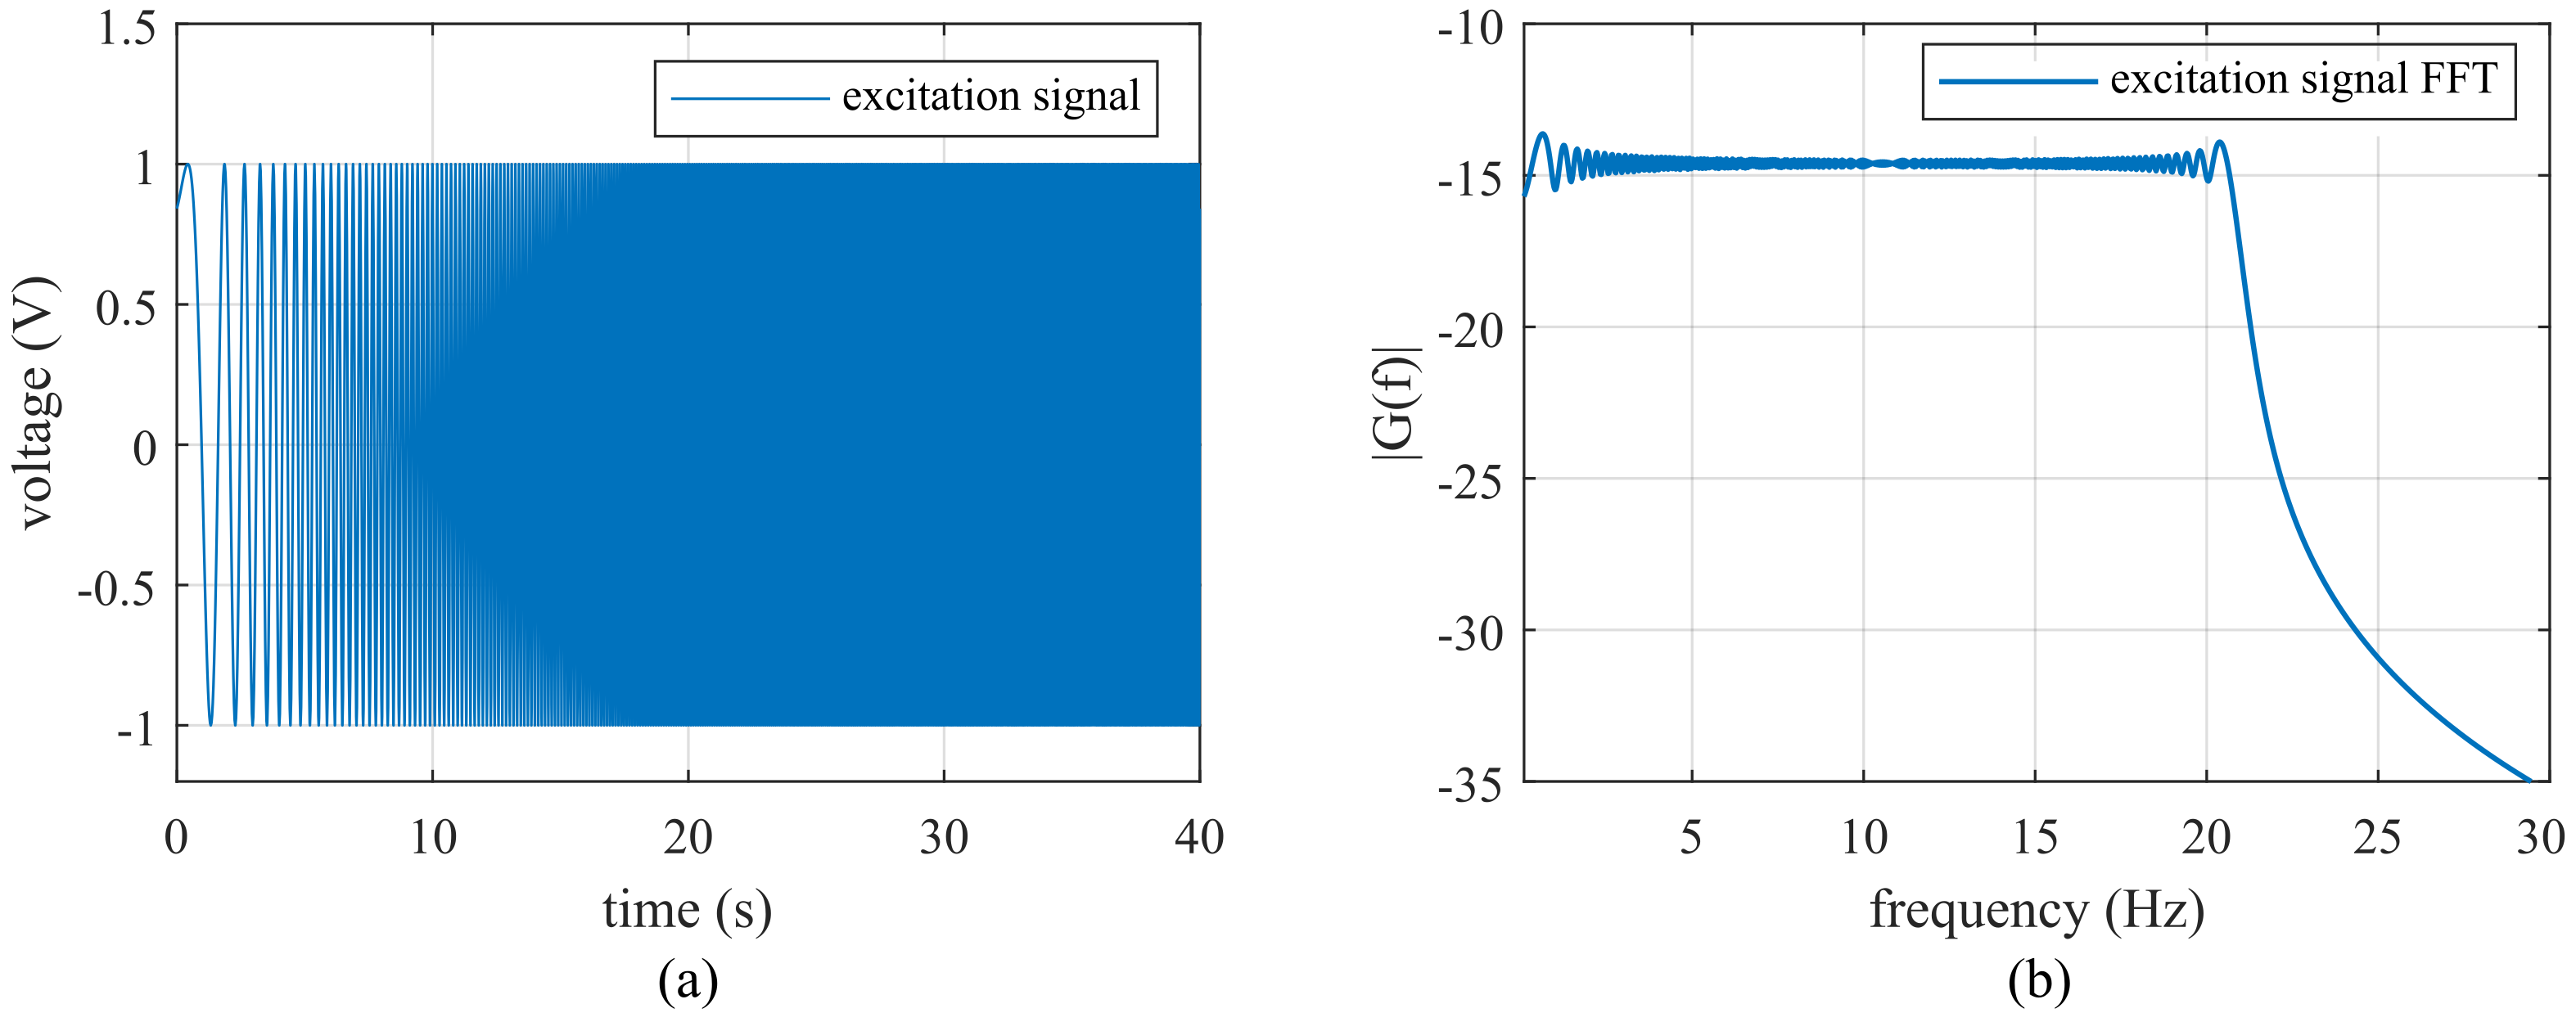 1.5
1
0.5
0
-0.5
-1
voltage (V)
excitation signal
0 10 20 30 40
time (s)
(a)
-10
-15
-20
-25
-30
-35
|G(f)|
excitation signal FFT
5 10 15 20 25 30
frequency (Hz)
(b)